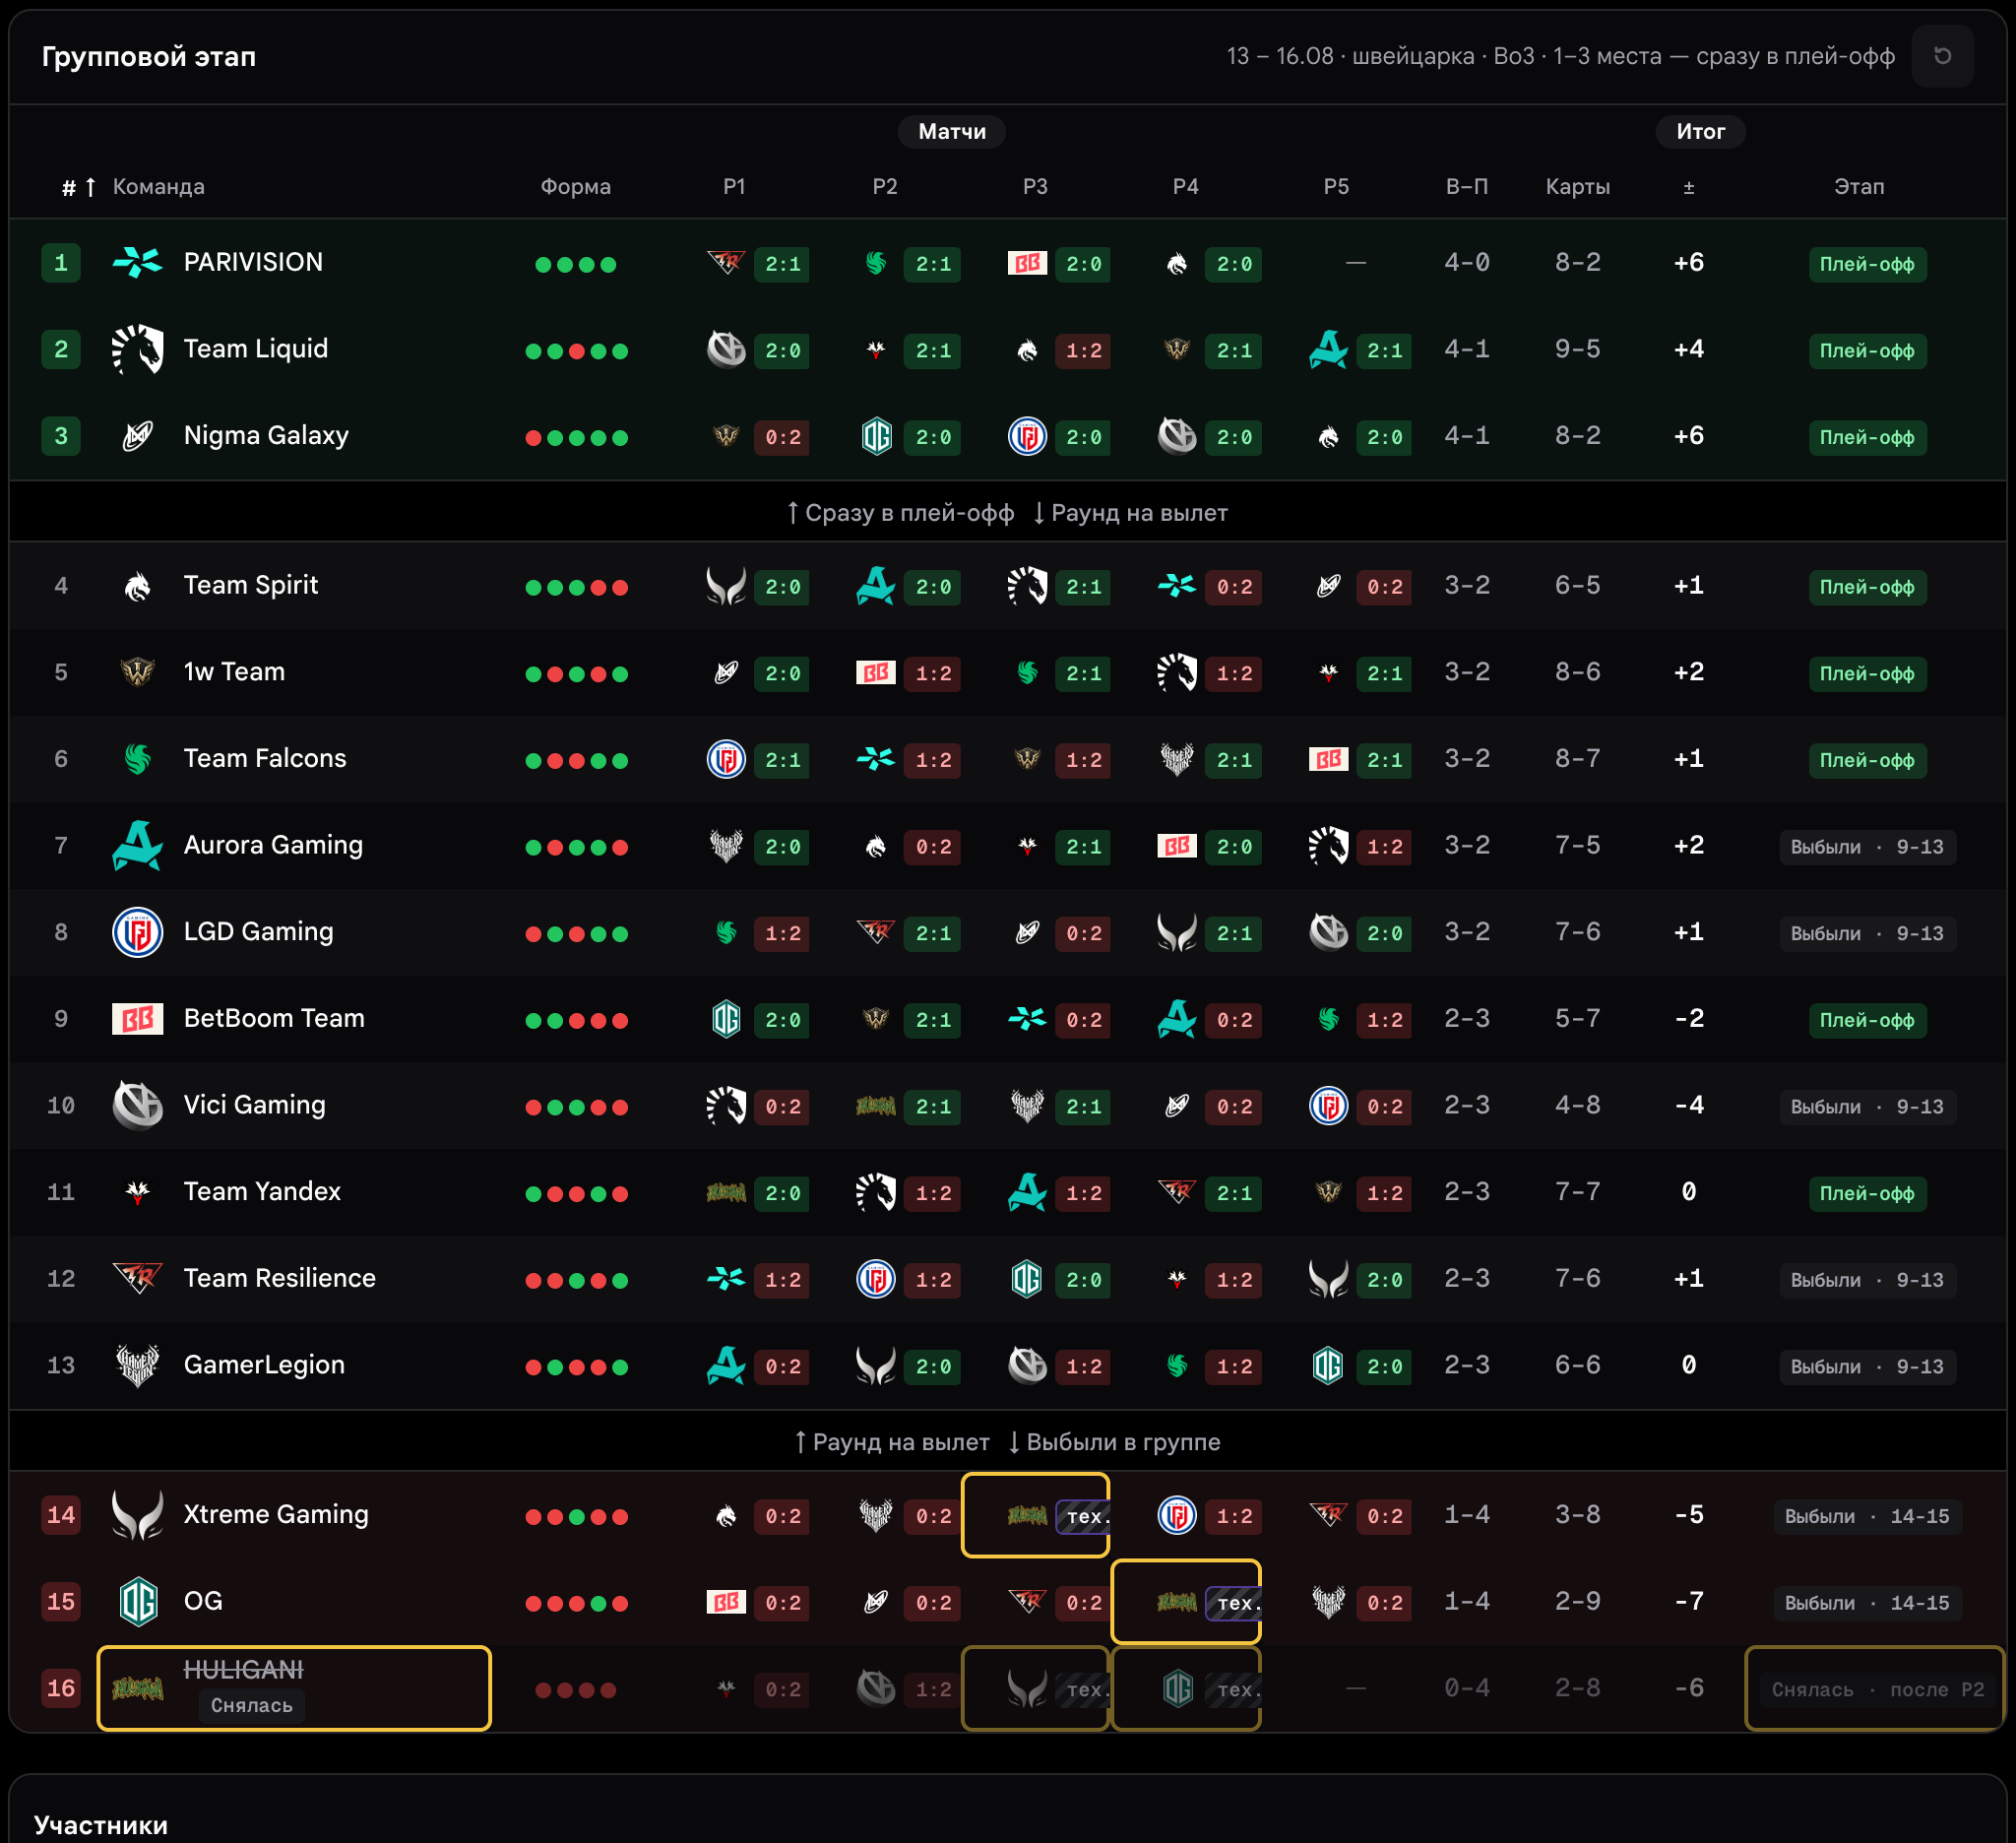 Групповой этап
13 – 16.08 · швейцарка · Bo3 · 1–3 места — сразу в плей-офф
Матчи Итог
# ↑ Команда Форма Р1 Р2 Р3 Р4 Р5 В–П Карты ± Этап
1 PARIVISION 2:1 2:1 BB 2:0 2:0 — 4–0 8–2 +6 Плей-офф
2 Team Liquid 2:0 2:1 1:2 2:1 2:1 4–1 9–5 +4 Плей-офф
3 Nigma Galaxy 0:2 OG 2:0 2:0 2:0 2:0 4–1 8–2 +6 Плей-офф
↑ Сразу в плей-офф ↓ Раунд на вылет
4 Team Spirit 2:0 2:0 2:1 0:2 0:2 3–2 6–5 +1 Плей-офф
5 1w Team 2:0 BB 1:2 2:1 1:2 2:1 3–2 8–6 +2 Плей-офф
6 Team Falcons 2:1 1:2 1:2 2:1 BB 2:1 3–2 8–7 +1 Плей-офф
7 Aurora Gaming 2:0 0:2 2:1 BB 2:0 1:2 3–2 7–5 +2 Выбыли · 9–13
8 LGD Gaming 1:2 2:1 0:2 2:1 2:0 3–2 7–6 +1 Выбыли · 9–13
9 BB BetBoom Team OG 2:0 2:1 0:2 0:2 1:2 2–3 5–7 -2 Плей-офф
10 Vici Gaming 0:2 2:1 2:1 0:2 0:2 2–3 4–8 -4 Выбыли · 9–13
11 Team Yandex 2:0 1:2 1:2 2:1 1:2 2–3 7–7 0 Плей-офф
12 Team Resilience 1:2 1:2 OG 2:0 1:2 2:0 2–3 7–6 +1 Выбыли · 9–13
13 GamerLegion 0:2 2:0 1:2 1:2 OG 2:0 2–3 6–6 0 Выбыли · 9–13
↑ Раунд на вылет ↓ Выбыли в группе
14 Xtreme Gaming 0:2 0:2 тех. 1:2 0:2 1–4 3–8 -5 Выбыли · 14–15
15 OG OG BB 0:2 0:2 0:2 тех. 0:2 1–4 2–9 -7 Выбыли · 14–15
16 HULIGANI 0:2 1:2 тех. OG тех. — 0–4 2–8 -6 Снялась · после Р2
Снялась
Участники